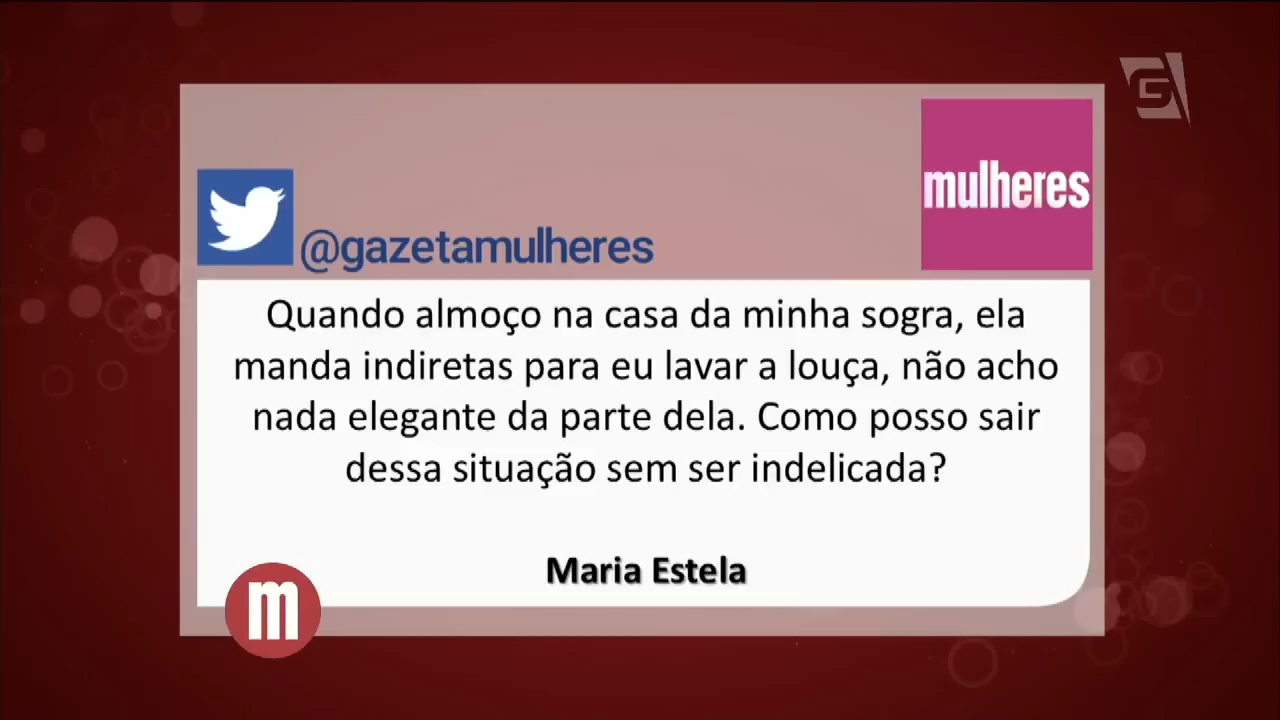 mulheres
@gazetamulheres
Quando almoço na casa da minha sogra, ela
manda indiretas para eu lavar a louça, não acho
nada elegante da parte dela. Como posso sair
dessa situação sem ser indelicada?
Maria Estela
m
G